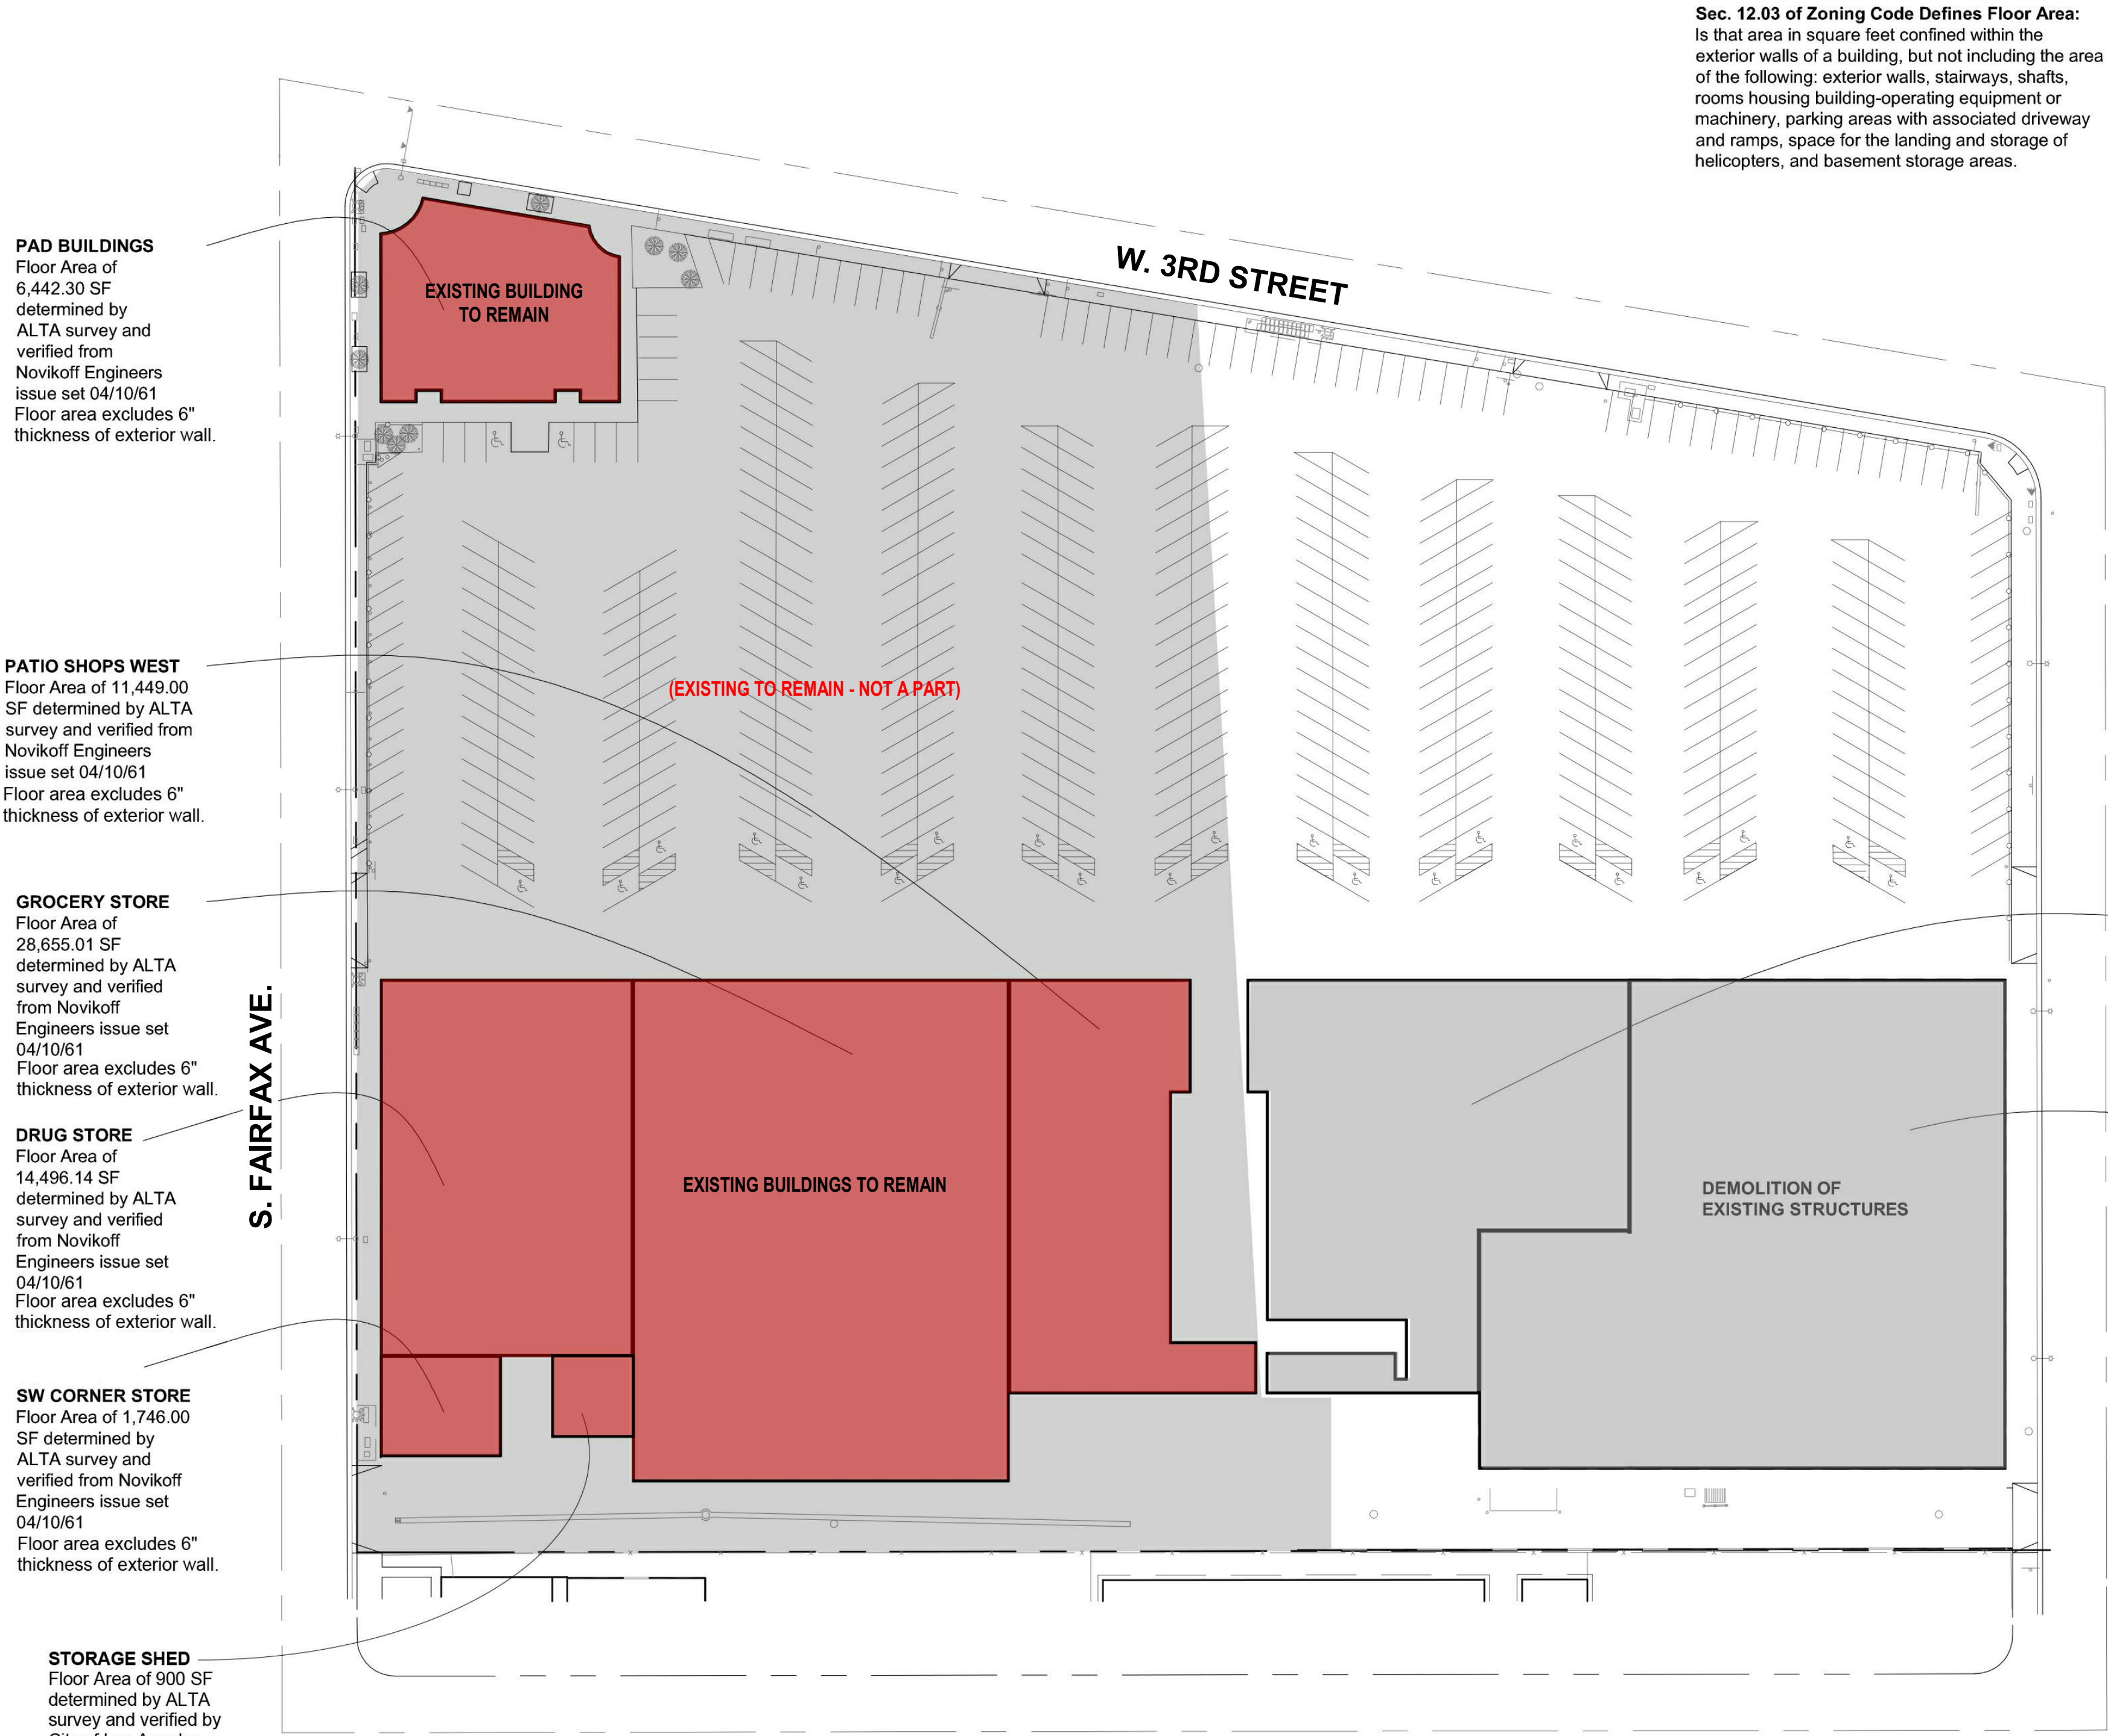 Sec. 12.03 of Zoning Code Defines Floor Area:
Is that area in square feet confined within the
exterior walls of a building, but not including the area
of the following: exterior walls, stairways, shafts,
rooms housing building-operating equipment or
machinery, parking areas with associated driveway
and ramps, space for the landing and storage of
helicopters, and basement storage areas.
W. 3RD STREET
PAD BUILDINGS
Floor Area of
6,442.30 SF
determined by
ALTA survey and
verified from
Novikoff Engineers
issue set 04/10/61
Floor area excludes 6"
thickness of exterior wall.
EXISTING BUILDING
TO REMAIN
PATIO SHOPS WEST
Floor Area of 11,449.00
SF determined by ALTA
survey and verified from
Novikoff Engineers
issue set 04/10/61
Floor area excludes 6"
thickness of exterior wall.
(EXISTING TO REMAIN - NOT A PART)
GROCERY STORE
Floor Area of
28,655.01 SF
determined by ALTA
survey and verified
from Novikoff
Engineers issue set
04/10/61
Floor area excludes 6"
thickness of exterior wall.
S. FAIRFAX AVE.
DRUG STORE
Floor Area of
14,496.14 SF
determined by ALTA
survey and verified
from Novikoff
Engineers issue set
04/10/61
Floor area excludes 6"
thickness of exterior wall.
EXISTING BUILDINGS TO REMAIN
DEMOLITION OF
EXISTING STRUCTURES
SW CORNER STORE
Floor Area of 1,746.00
SF determined by
ALTA survey and
verified from Novikoff
Engineers issue set
04/10/61
Floor area excludes 6"
thickness of exterior wall.
STORAGE SHED
Floor Area of 900 SF
determined by ALTA
survey and verified by